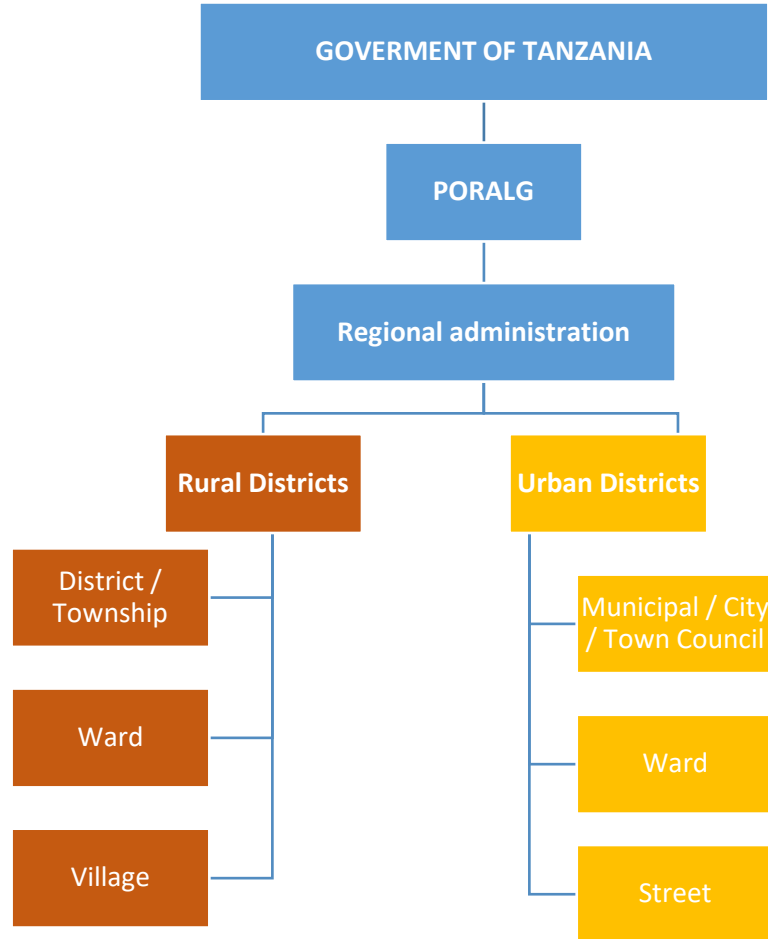 GOVERMENT OF TANZANIA
PORALG
Regional administration
Rural Districts
Urban Districts
District /
Township
Municipal / City
/ Town Council
Ward
Ward
Village
Street